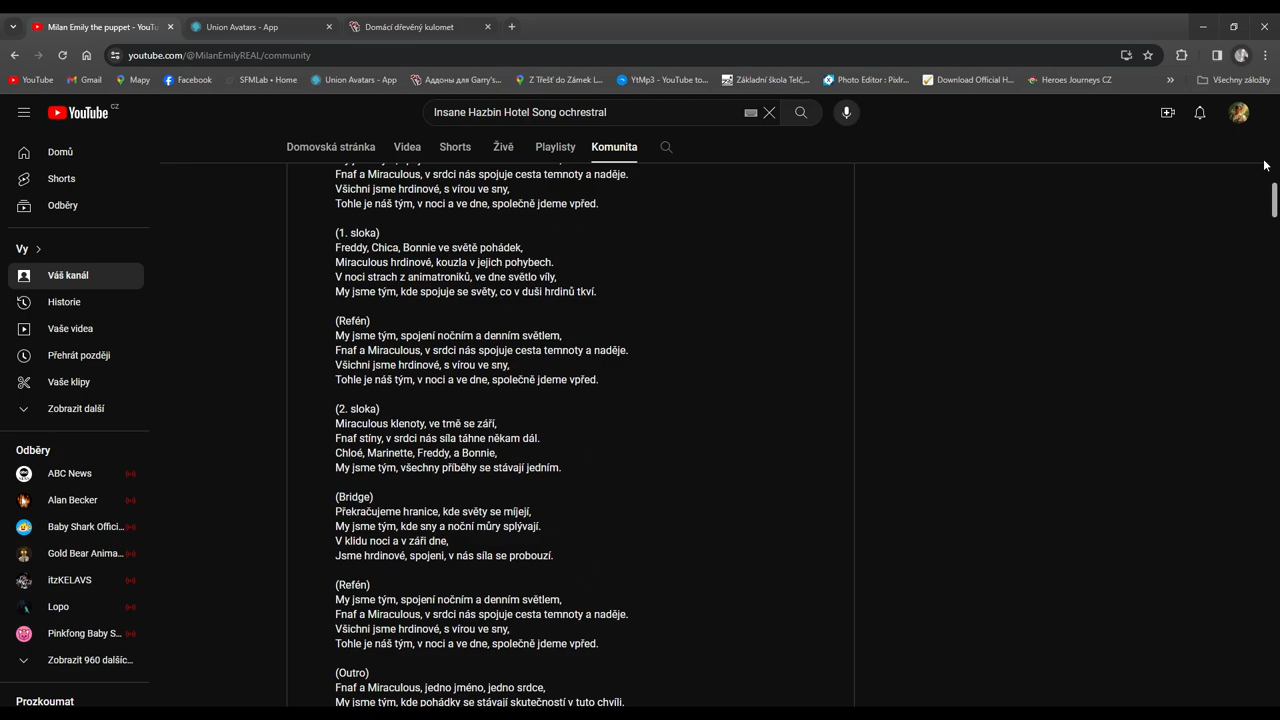 Milan Emily the puppet - YouTu
Union Avatars - App
Domácí dřevěný kulomet
youtube.com/@MilanEmilyREAL/community
YouTube
Gmail
Mapy
Facebook
SFMLab • Home
Union Avatars - App
Аддоны для Garry's...
Z Třešť do Zámek L...
YtMp3 - YouTube to...
Základní škola Telč,...
Photo Editor : Pixlr...
Download Official H...
Heroes Journeys CZ
»
Všechny záložky
YouTube CZ
Insane Hazbin Hotel Song ochrestral
Domovská stránka
Videa
Shorts
Živě
Playlisty
Komunita
Domů
Shorts
Odběry
Vy
Váš kanál
Historie
Vaše videa
Přehrát později
Vaše klipy
Zobrazit další
Odběry
ABC News
Alan Becker
Baby Shark Offici...
Gold Bear Anima...
itzKELAVS
Lopo
Pinkfong Baby S...
Zobrazit 960 dalšíc...
Prozkoumat
Fnaf a Miraculous, v srdci nás spojuje cesta temnoty a naděje.
Všichni jsme hrdinové, s vírou ve sny,
Tohle je náš tým, v noci a ve dne, společně jdeme vpřed.
(1. sloka)
Freddy, Chica, Bonnie ve světě pohádek,
Miraculous hrdinové, kouzla v jejich pohybech.
V noci strach z animatroniků, ve dne světlo víly,
My jsme tým, kde spojuje se světy, co v duši hrdinů tkví.
(Refén)
My jsme tým, spojení nočním a denním světlem,
Fnaf a Miraculous, v srdci nás spojuje cesta temnoty a naděje.
Všichni jsme hrdinové, s vírou ve sny,
Tohle je náš tým, v noci a ve dne, společně jdeme vpřed.
(2. sloka)
Miraculous klenoty, ve tmě se září,
Fnaf stíny, v srdci nás síla táhne někam dál.
Chloé, Marinette, Freddy, a Bonnie,
My jsme tým, všechny příběhy se stávají jedním.
(Bridge)
Překračujeme hranice, kde světy se míjejí,
My jsme tým, kde sny a noční můry splývají.
V klidu noci a v záři dne,
Jsme hrdinové, spojeni, v nás síla se probouzí.
(Refén)
My jsme tým, spojení nočním a denním světlem,
Fnaf a Miraculous, v srdci nás spojuje cesta temnoty a naděje.
Všichni jsme hrdinové, s vírou ve sny,
Tohle je náš tým, v noci a ve dne, společně jdeme vpřed.
(Outro)
Fnaf a Miraculous, jedno jméno, jedno srdce,
My jsme tým, kde pohádky se stávají skutečností v tuto chvíli.